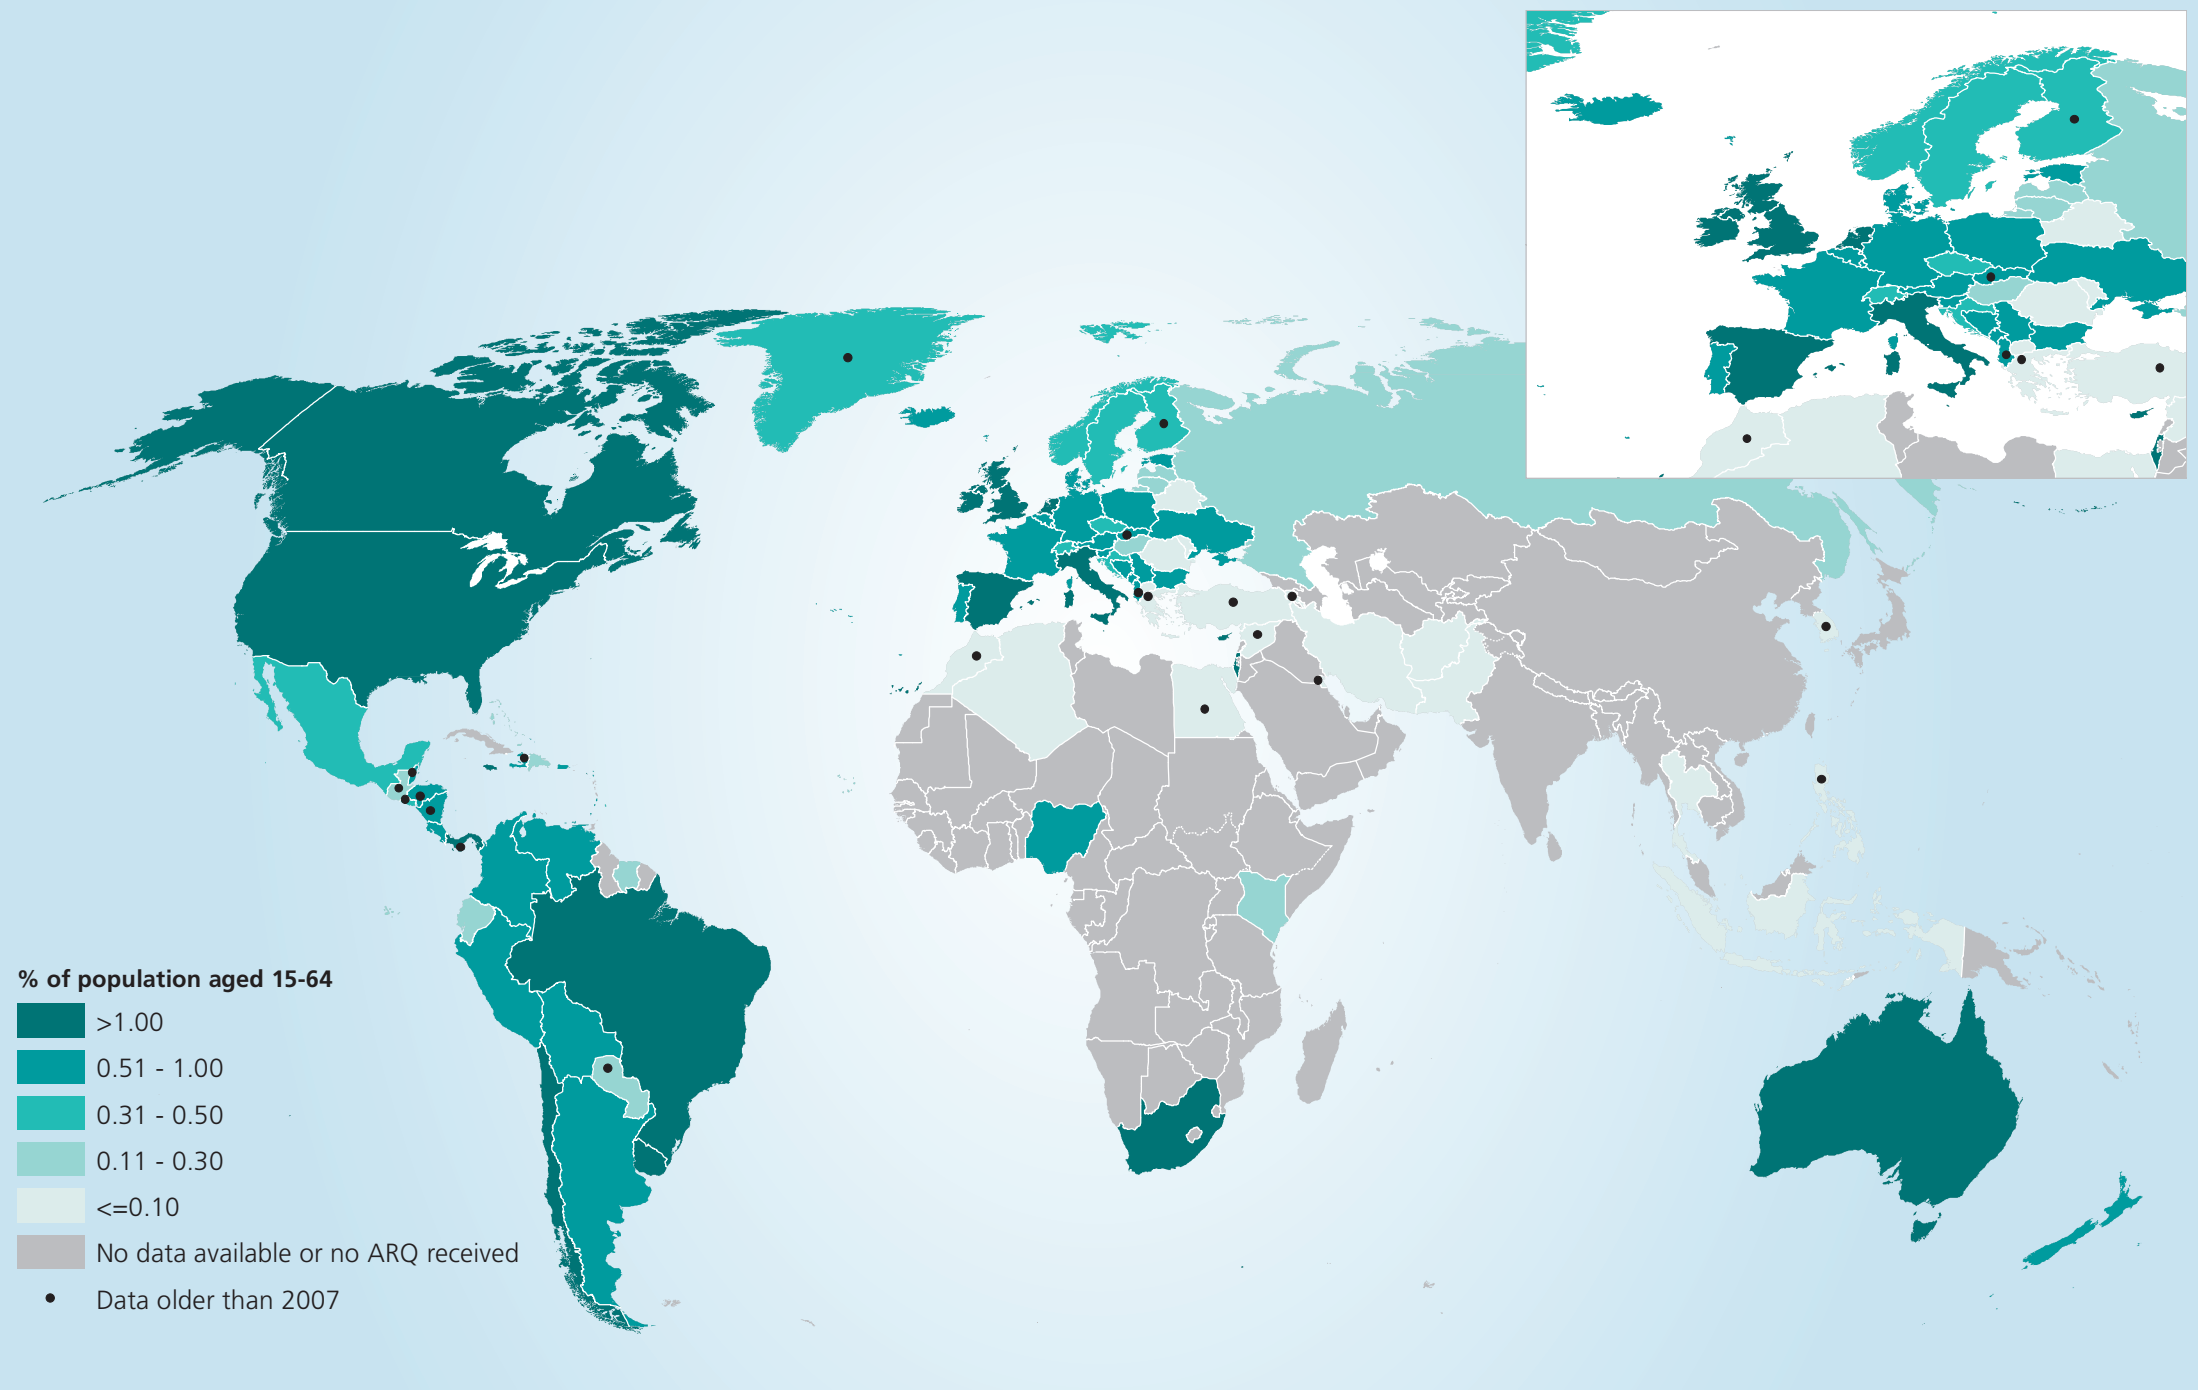 % of population aged 15-64
>1.00
0.51 - 1.00
0.31 - 0.50
0.11 - 0.30
<=0.10
No data available or no ARQ received
Data older than 2007